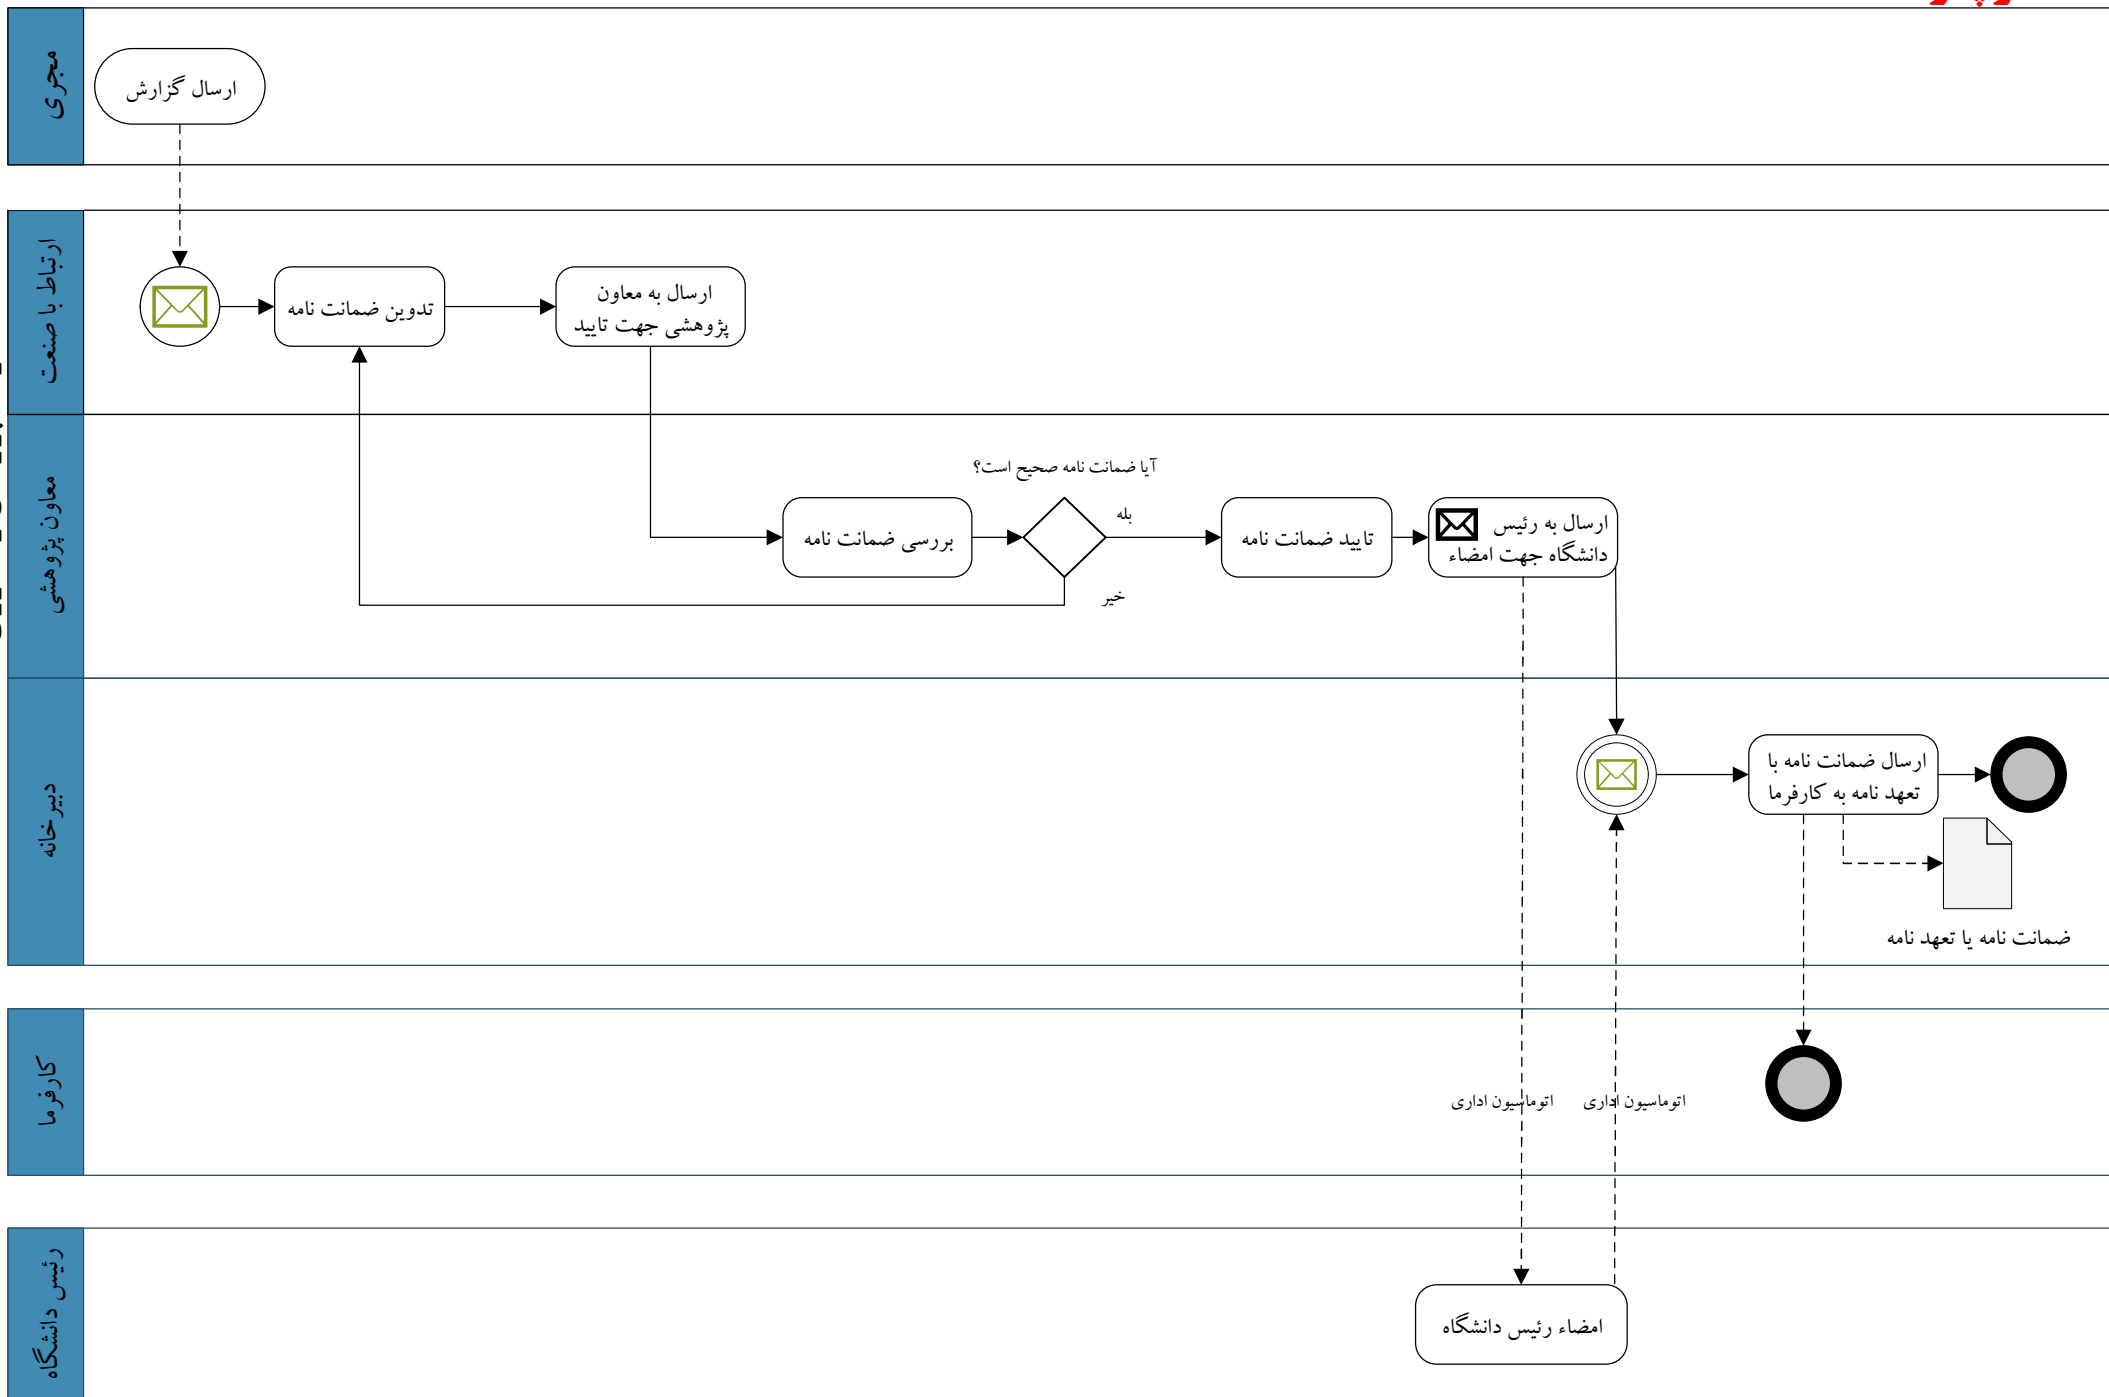 مجری
ارسال گزارش
ارتباط با صنعت
تدوین ضمانت نامه
ارسال به معاون
پژوهشی جهت تایید
معاون پژوهشی
آیا ضمانت نامه صحیح است؟
بررسی ضمانت نامه
بله
خیر
تایید ضمانت نامه
ارسال به رئیس
دانشگاه جهت امضاء
دبیرخانه
ارسال ضمانت نامه با
تعهد نامه به کارفرما
ضمانت نامه یا تعهد نامه
کارفرما
اتوماسیون اداری
اتوماسیون اداری
رئیس دانشگاه
امضاء رئیس دانشگاه